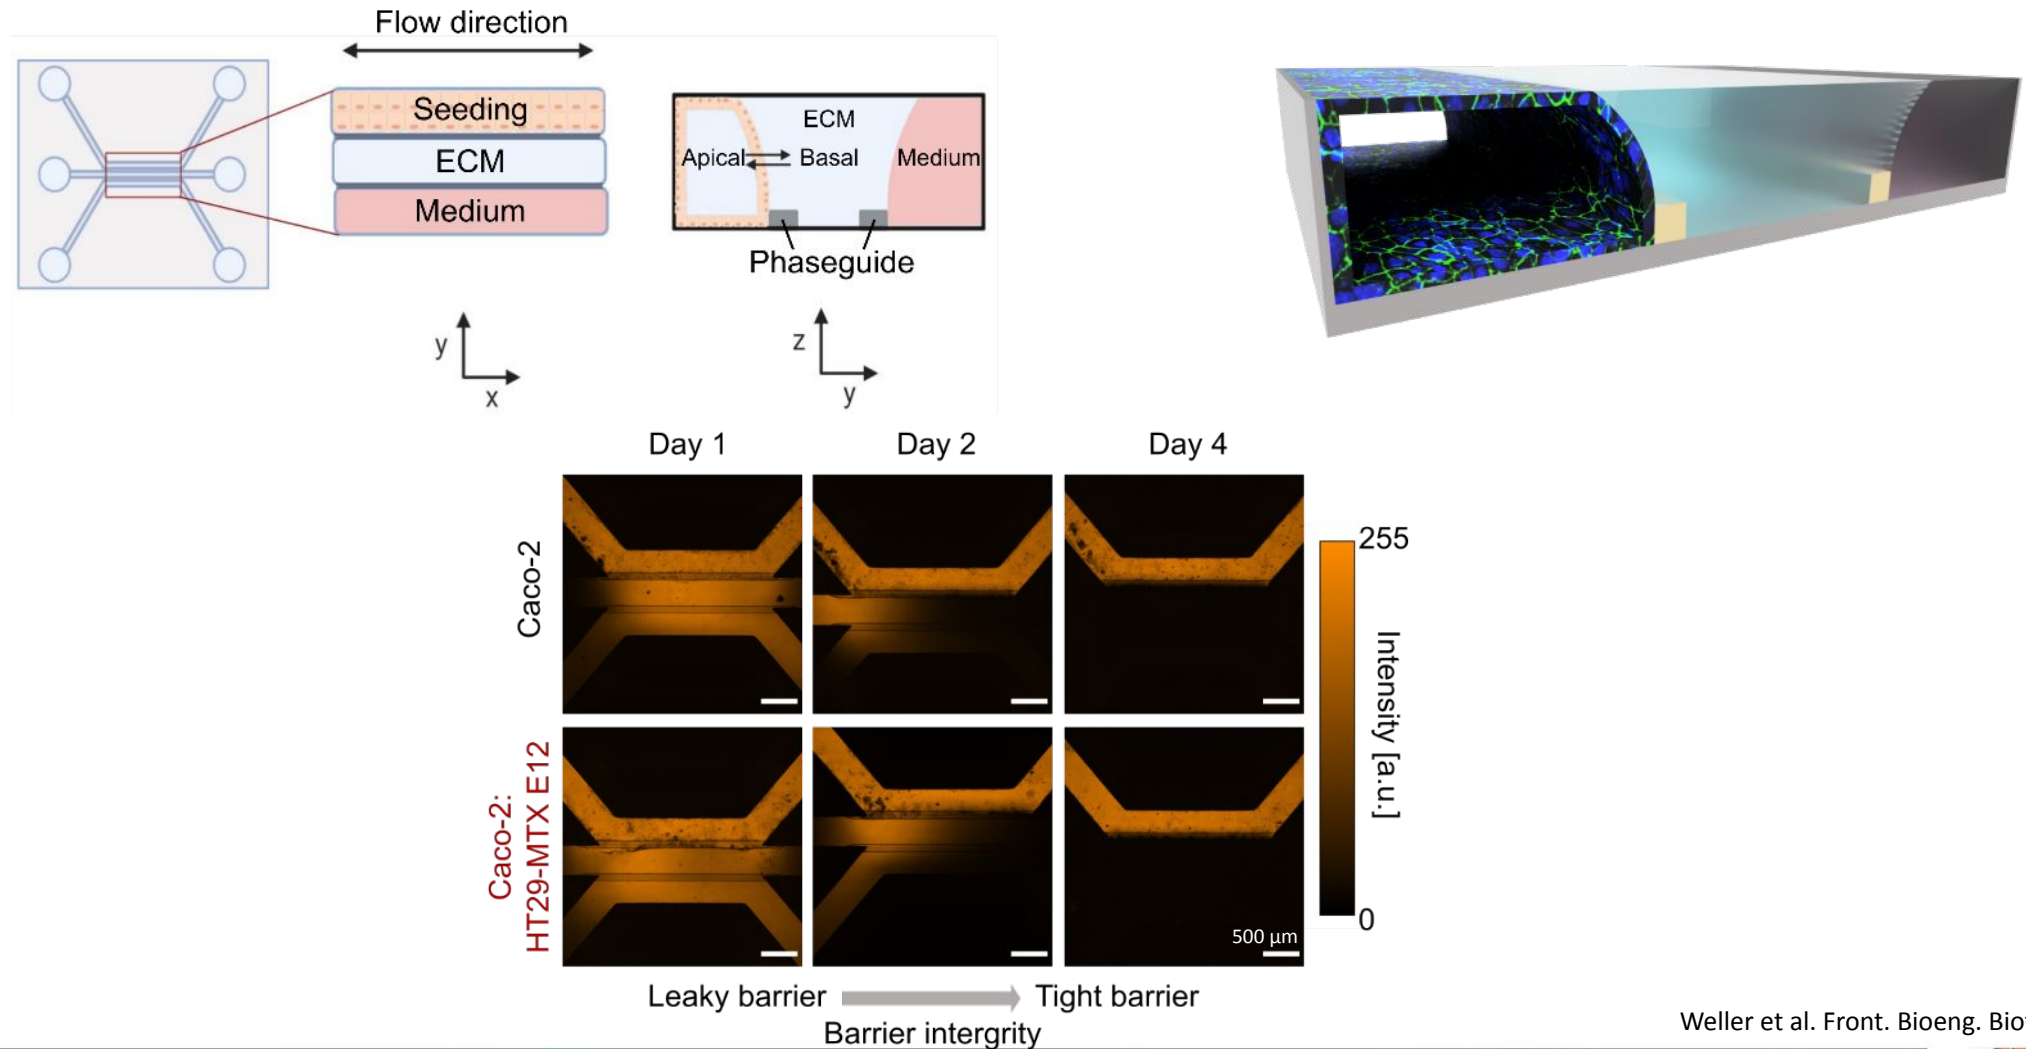 Flow direction
Seeding
ECM
Medium
ECM
Apical
Basal
Medium
Phaseguide
y
x
z
y
Day 1
Day 2
Day 4
Caco-2
Caco-2:
HT29-MTX E12
255
Intensity [a.u.]
0
500 µm
Leaky barrier
Tight barrier
Barrier intergrity
Weller et al. Front. Bioeng.